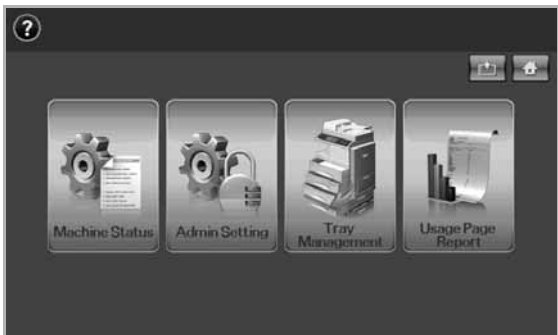 ?
Machine Status
Admin Setting
Tray
Management
Usage Page
Report